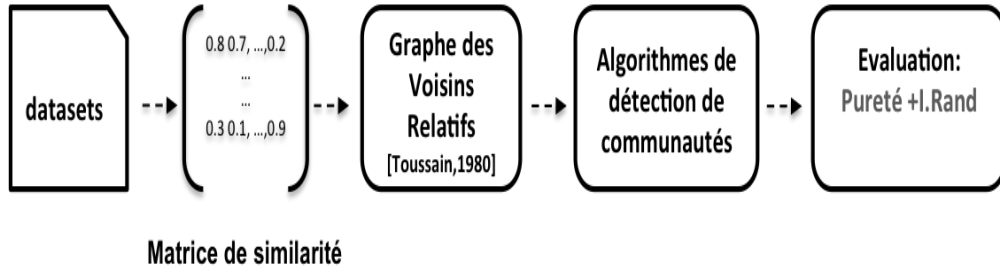 datasets
0.8 0.7, ...,0.2
...
...
0.3 0.1, ...,0.9
Matrice de similarité
Graphe des
Voisins
Relatifs
[Toussain,1980]
Algorithmes de
détection de
communautés
Evaluation:
Pureté +I.Rand